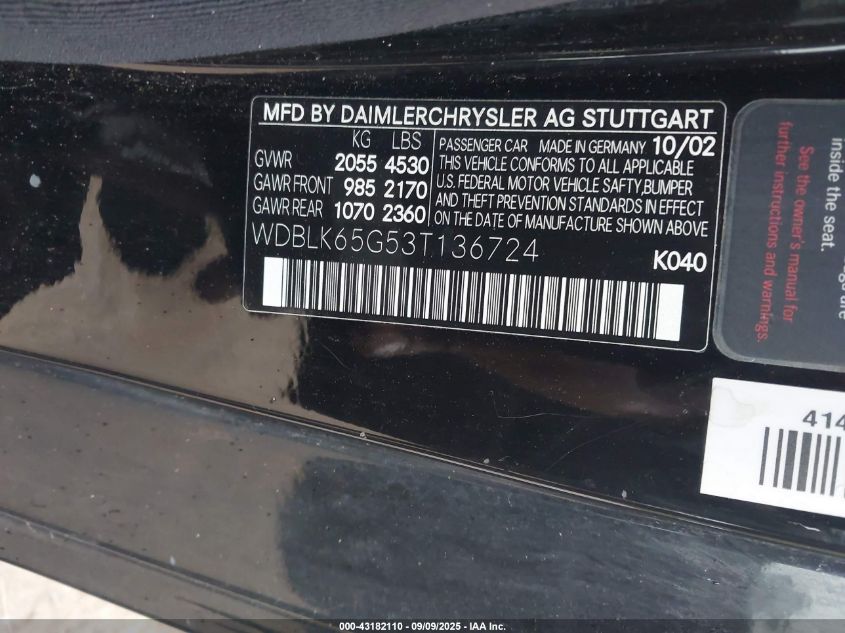 MFD BY DAIMLERCHRYSLER AG STUTTGART
KG LBS
GVWR 2055 4530
GAWR FRONT 985 2170
GAWR REAR 1070 2360
PASSENGER CAR MADE IN GERMANY 10/02
THIS VEHICLE CONFORMS TO ALL APPLICABLE
U.S. FEDERAL MOTOR VEHICLE SAFTY,BUMPER
AND THEFT PREVENTION STANDARDS IN EFFECT
ON THE DATE OF MANUFACTURE SHOWN ABOVE
WDBLK65G53T136724
K040
inside the seat.
See the owner's manual for
further instructions and warnings.
414
000-43182110 - 09/09/2025 - IAA Inc.